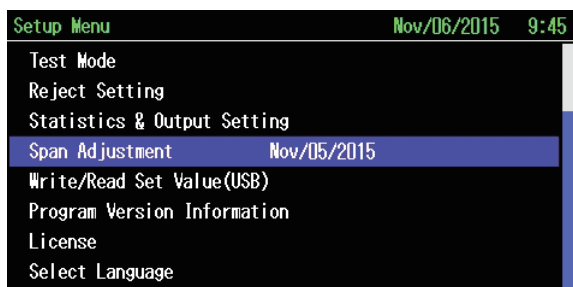 Setup Menu Nov/06/2015 9:45
Test Mode
Reject Setting
Statistics & Output Setting
Span Adjustment Nov/05/2015
Write/Read Set Value(USB)
Program Version Information
License
Select Language